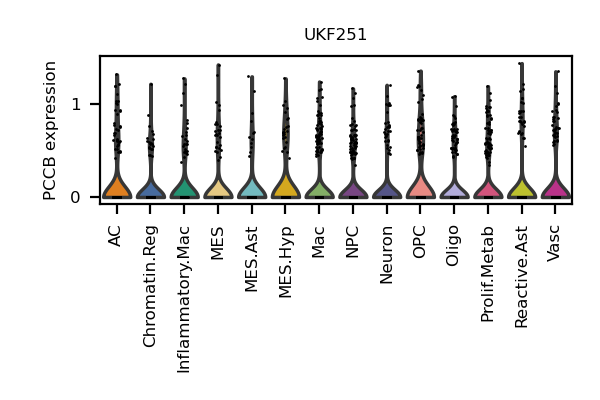 UKF251
PCCB expression
1
0
AC
Chromatin.Reg
Inflammatory.Mac
MES
MES.Ast
MES.Hyp
Mac
NPC
Neuron
OPC
Oligo
Prolif.Metab
Reactive.Ast
Vasc